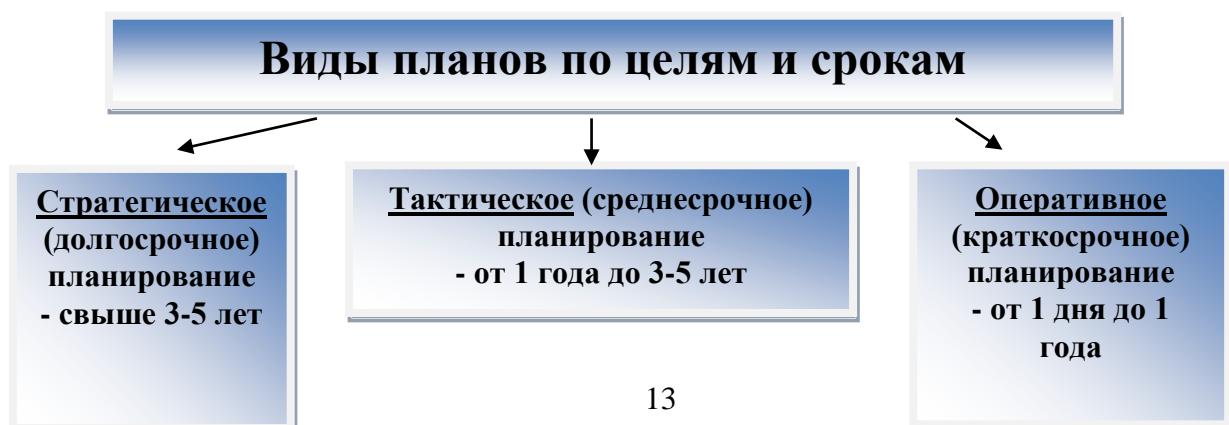 Виды планов по целям и срокам
Стратегическое
(долгосрочное)
планирование
- свыше 3-5 лет
Тактическое (среднесрочное)
планирование
- от 1 года до 3-5 лет
Оперативное
(краткосрочное)
планирование
- от 1 дня до 1
года
13